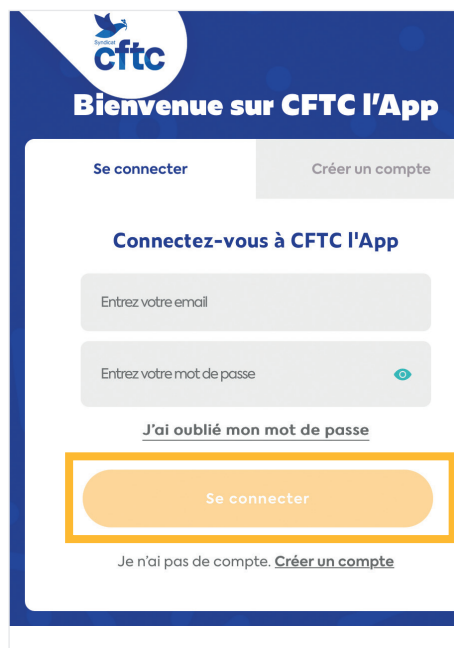 Syndicat
cftc
Bienvenue sur CFTC l’App
Se connecter
Créer un compte
Connectez-vous à CFTC l'App
Entrez votre email
Entrez votre mot de passe
J’ai oublié mon mot de passe
Se connecter
Je n’ai pas de compte. Créer un compte